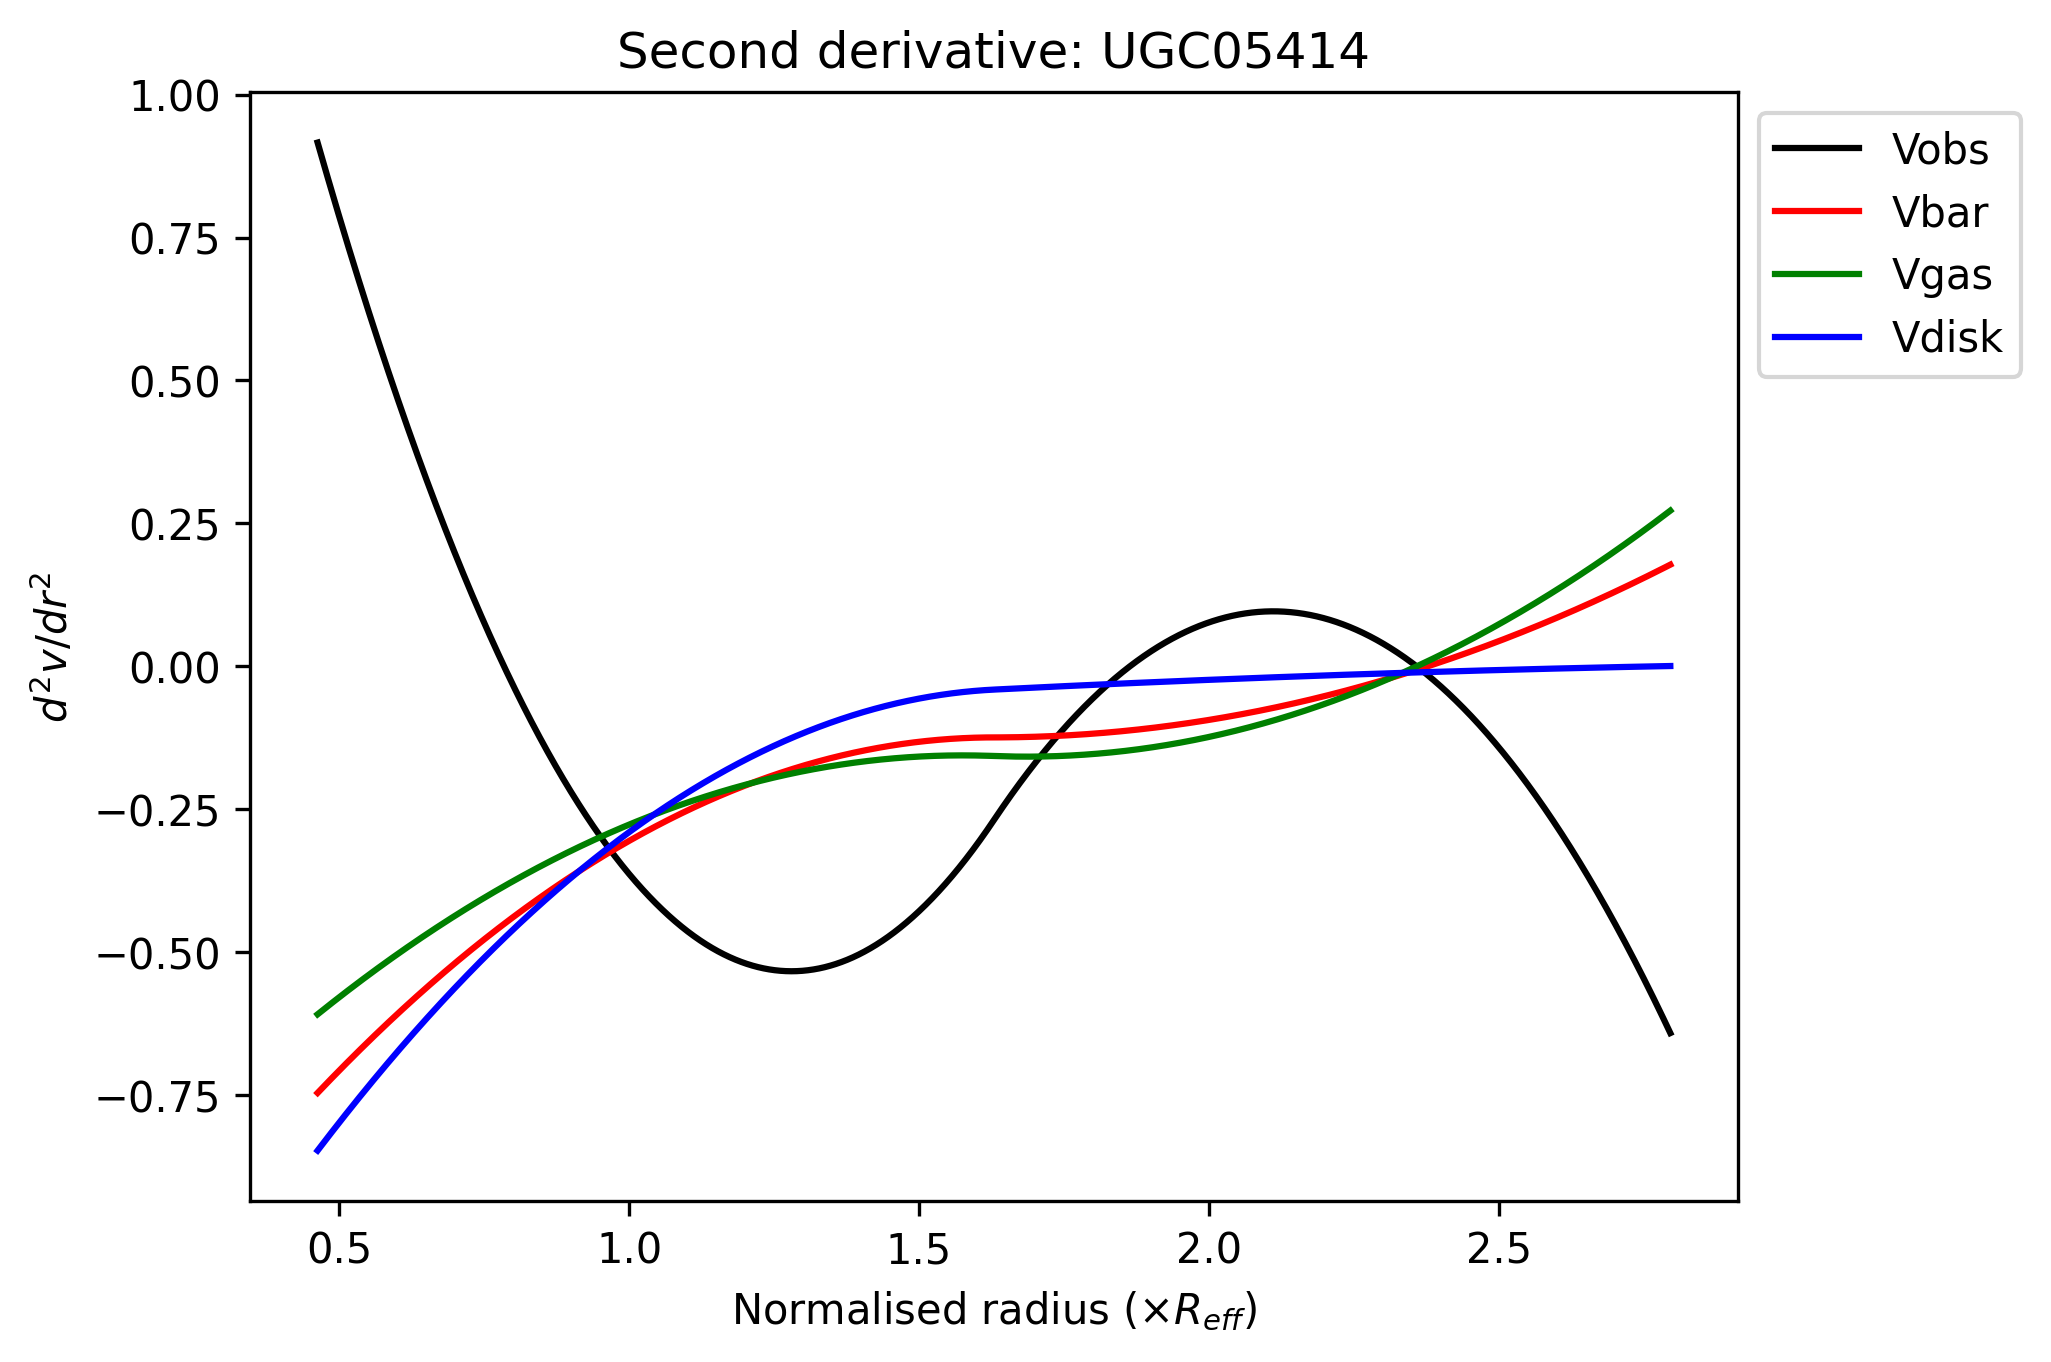 Second derivative: UGC05414
1.00
0.75
0.50
0.25
0.00
−0.25
−0.50
−0.75
d²v/dr²
0.5 1.0 1.5 2.0 2.5
Normalised radius (×R_eff)
Vobs
Vbar
Vgas
Vdisk